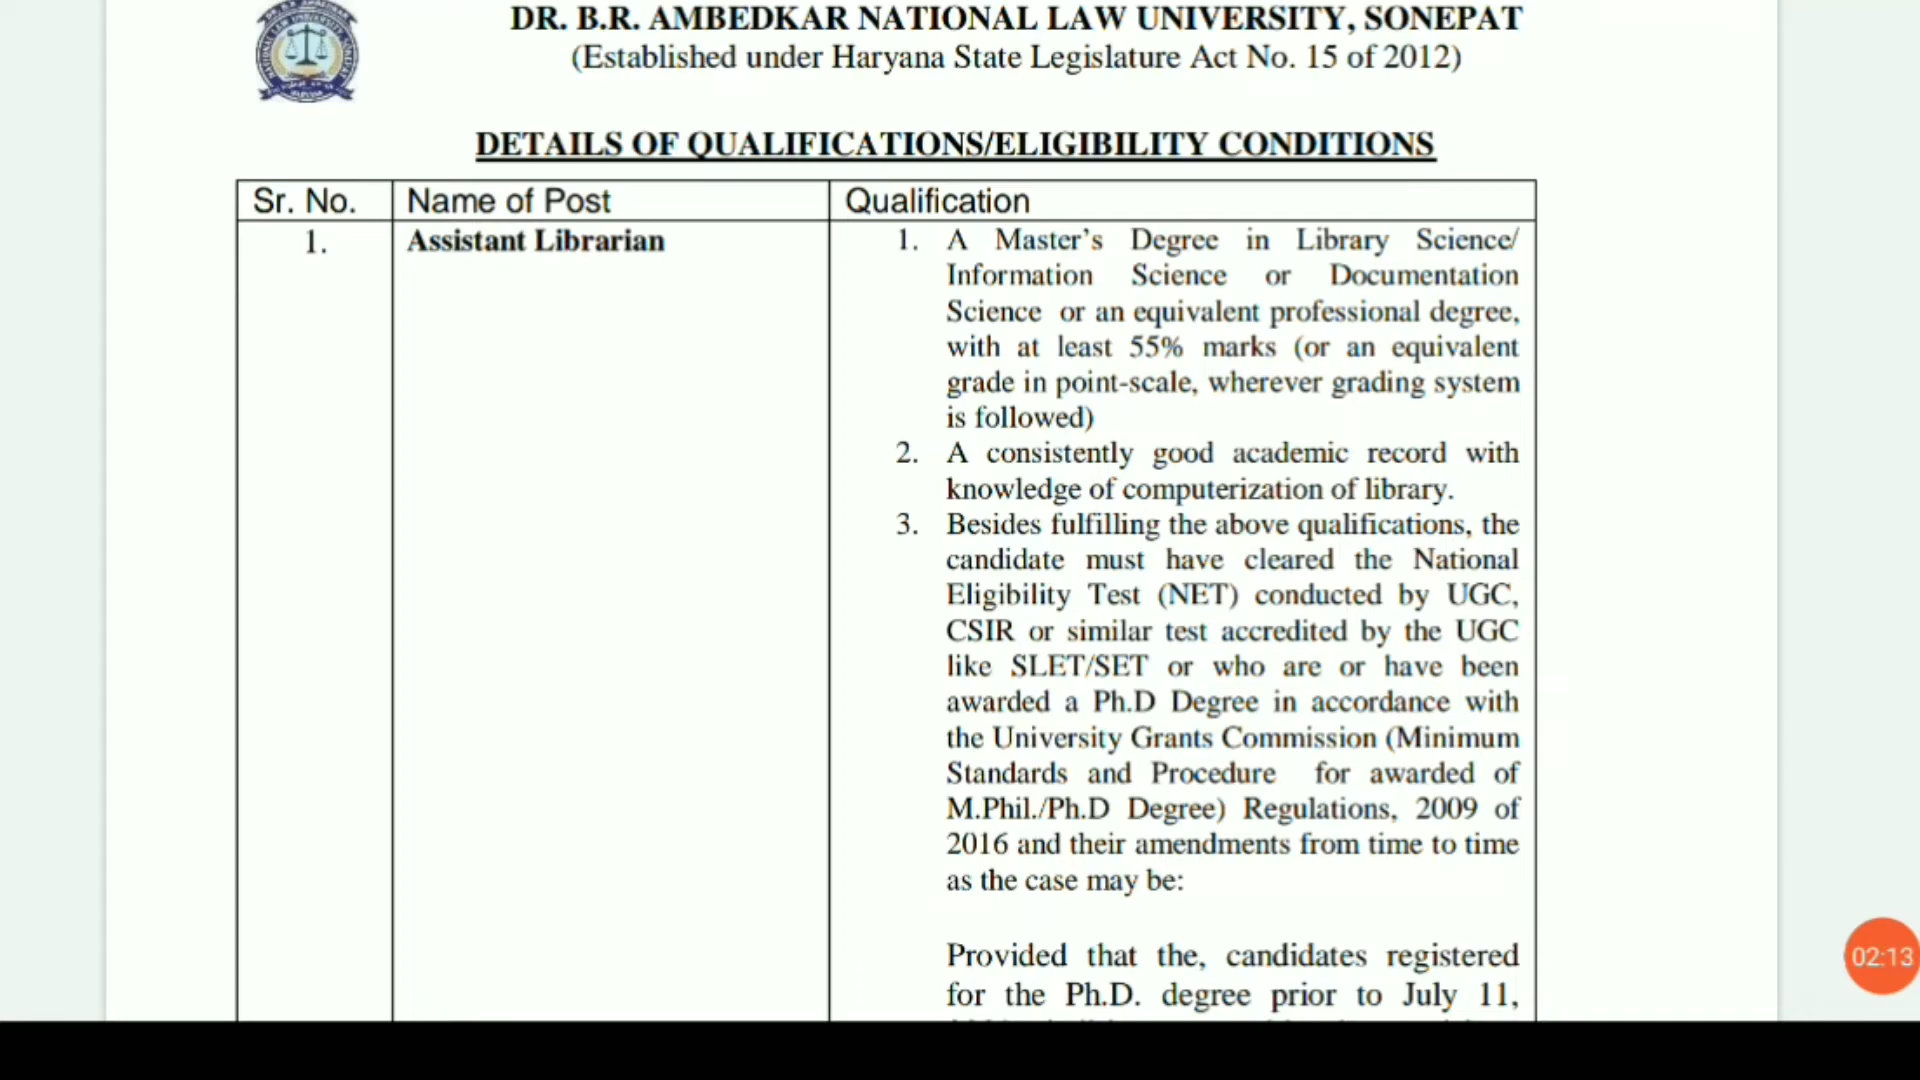 DR. B.R. AMBEDKAR NATIONAL LAW UNIVERSITY, SONEPAT
(Established under Haryana State Legislature Act No. 15 of 2012)
DETAILS OF QUALIFICATIONS/ELIGIBILITY CONDITIONS
Sr. No. Name of Post Qualification
1. Assistant Librarian 1. A Master's Degree in Library Science/
Information Science or Documentation
Science or an equivalent professional degree,
with at least 55% marks (or an equivalent
grade in point-scale, wherever grading system
is followed)
2. A consistently good academic record with
knowledge of computerization of library.
3. Besides fulfilling the above qualifications, the
candidate must have cleared the National
Eligibility Test (NET) conducted by UGC,
CSIR or similar test accredited by the UGC
like SLET/SET or who are or have been
awarded a Ph.D Degree in accordance with
the University Grants Commission (Minimum
Standards and Procedure for awarded of
M.Phil./Ph.D Degree) Regulations, 2009 of
2016 and their amendments from time to time
as the case may be:
Provided that the, candidates registered
for the Ph.D. degree prior to July 11,
02:13